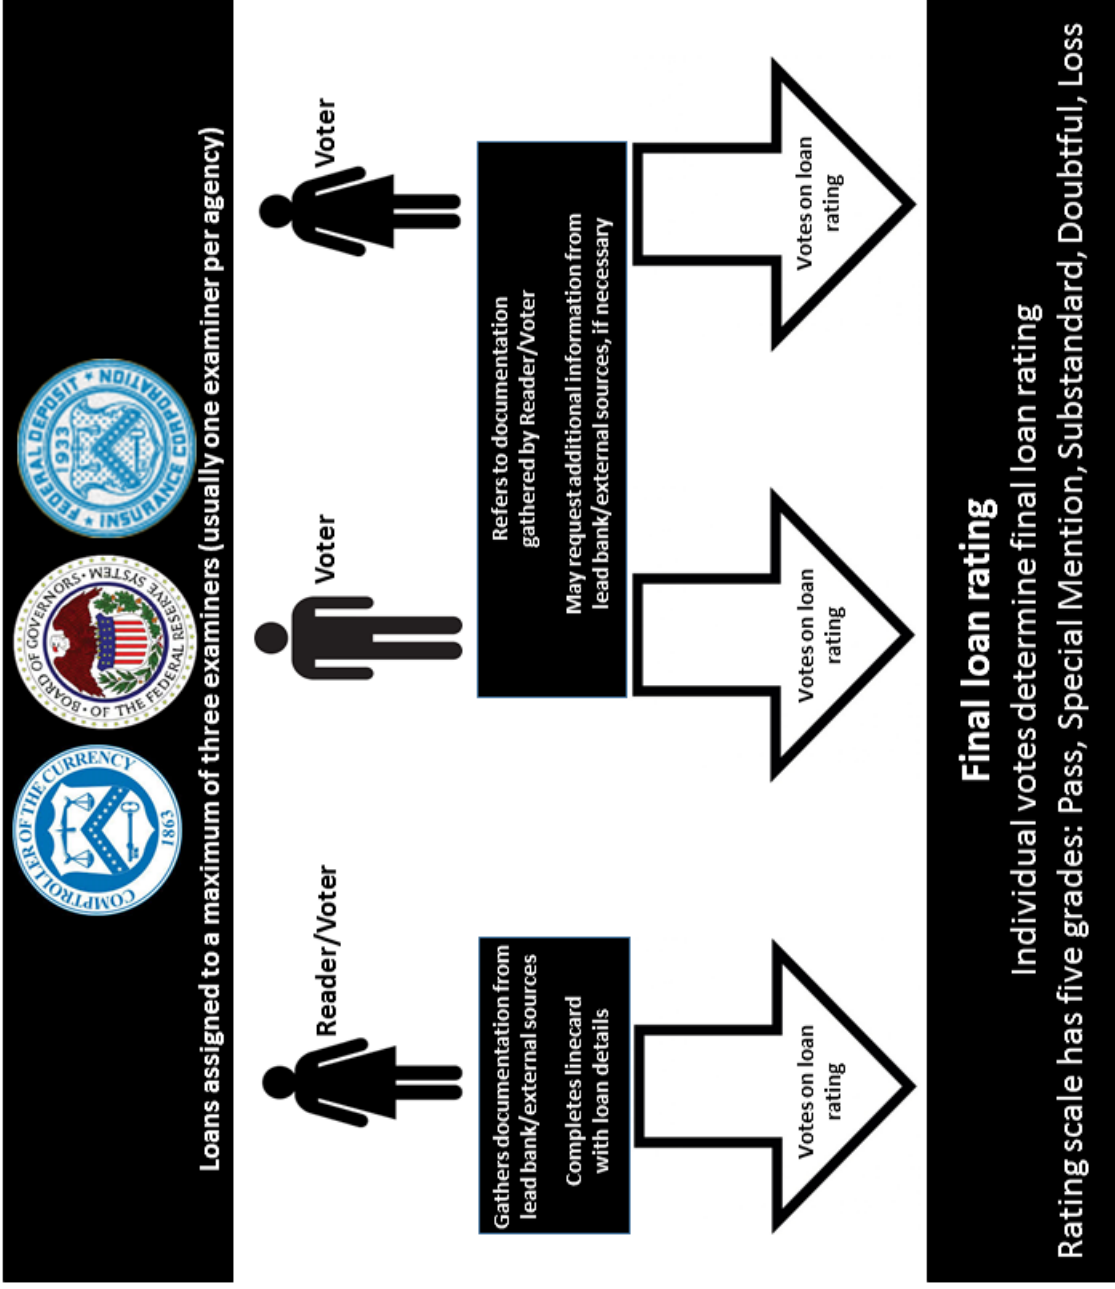 COMPTROLLER OF THE CURRENCY
1863
BOARD OF GOVERNORS
OF THE FEDERAL RESERVE SYSTEM
FEDERAL DEPOSIT INSURANCE CORPORATION
1933
Loans assigned to a maximum of three examiners (usually one examiner per agency)
Reader/Voter
Voter
Voter
Gathers documentation from
lead bank/external sources
Completes linecard
with loan details
Refers to documentation
gathered by Reader/Voter
May request additional information from
lead bank/external sources, if necessary
Votes on loan
rating
Votes on loan
rating
Votes on loan
rating
Final loan rating
Individual votes determine final loan rating
Rating scale has five grades: Pass, Special Mention, Substandard, Doubtful, Loss